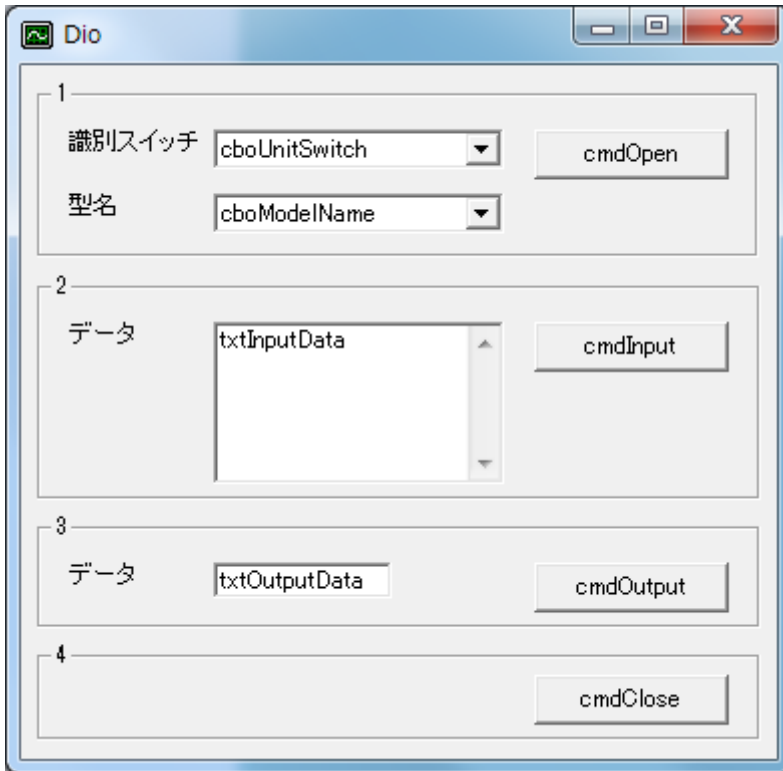 Dio
1
識別スイッチ cboUnitSwitch cmdOpen
型名 cboModelName
2
データ txtInputData cmdInput
3
データ txtOutputData cmdOutput
4
cmdClose